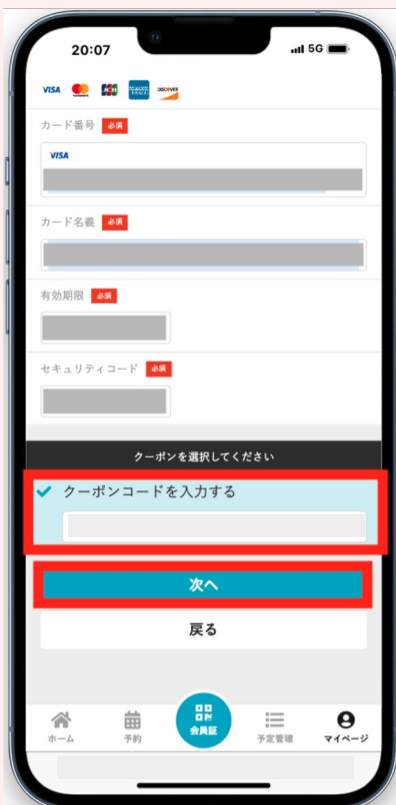 20:07
5G
VISA mastercard JCB AMERICAN EXPRESS DISCOVER
カード番号 必須
VISA
カード名義 必須
有効期限 必須
セキュリティコード 必須
クーポンを選択してください
クーポンコードを入力する
次へ
戻る
ホーム 予約 会員証 予定管理 マイページ